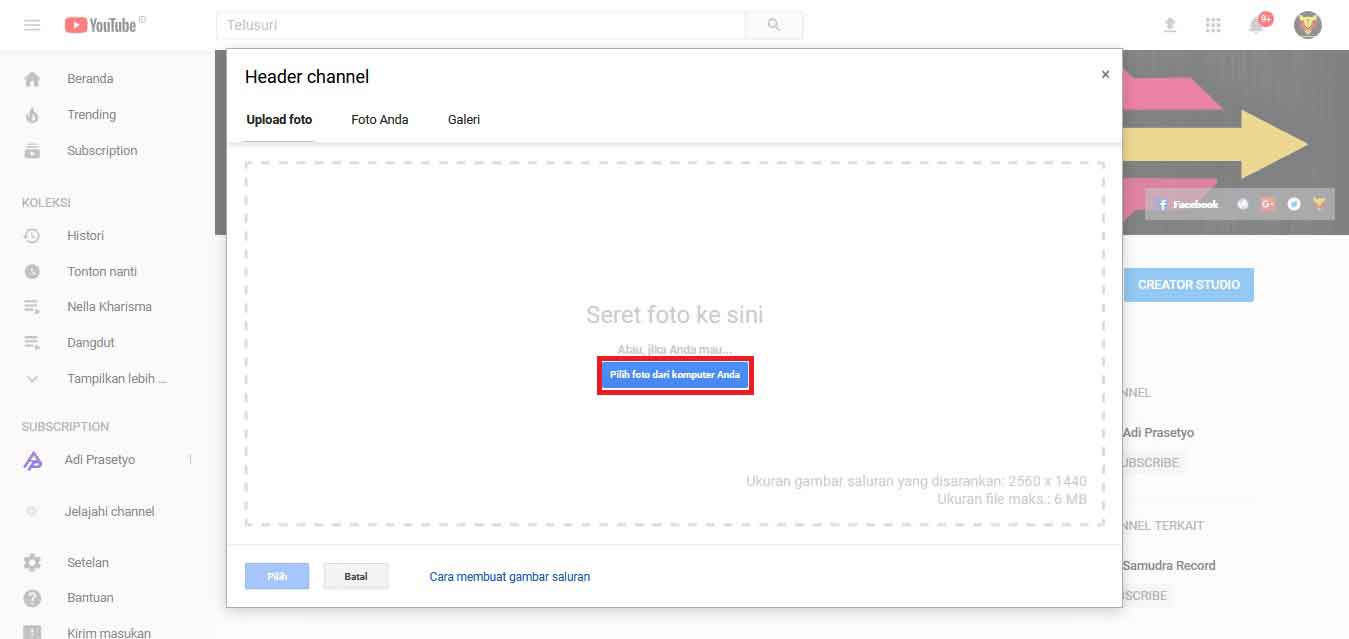 YouTube ID
Telusuri
9+
Header channel
×
Upload foto
Foto Anda
Galeri
Beranda
Trending
Subscription
KOLEKSI
Histori
Tonton nanti
Nella Kharisma
Dangdut
Tampilkan lebih ...
SUBSCRIPTION
Adi Prasetyo
1
Jelajahi channel
Setelan
Bantuan
Kirim masukan
Seret foto ke sini
Atau, jika Anda mau...
Pilih foto dari komputer Anda
Ukuran gambar saluran yang disarankan: 2560 x 1440
Ukuran file maks.: 6 MB
Pilih
Batal
Cara membuat gambar saluran
Facebook
G+
CREATOR STUDIO
NNEL
Adi Prasetyo
UBSCRIBE
NNEL TERKAIT
Samudra Record
BSCRIBE